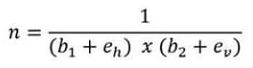 n = 1 / ((b₁ + eₕ) x (b₂ + eᵥ))